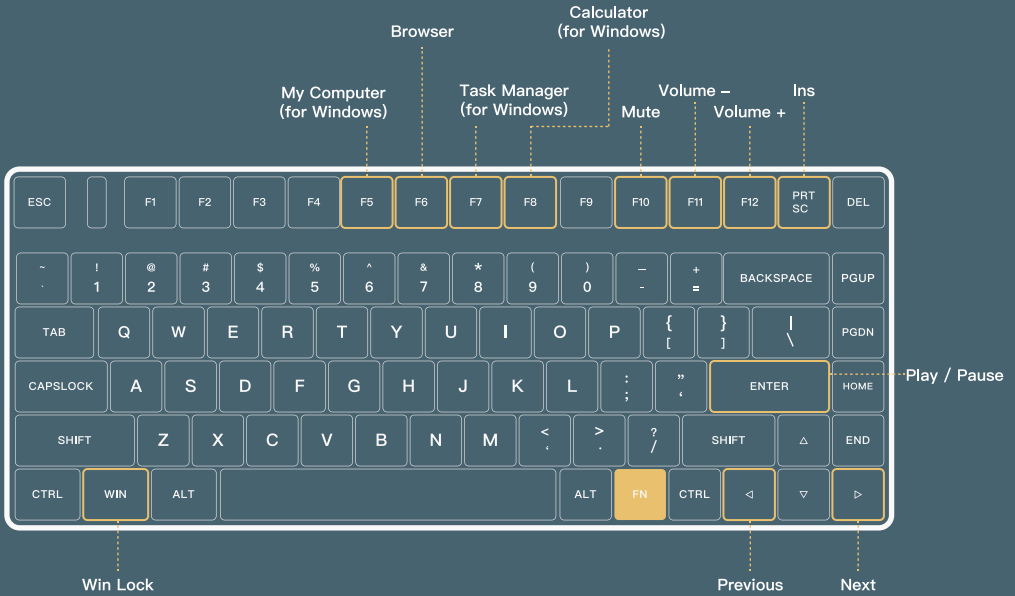 Calculator
(for Windows)
Browser
My Computer
(for Windows)
Task Manager
(for Windows)
Volume –
Ins
Mute
Volume +
ESC F1 F2 F3 F4 F5 F6 F7 F8 F9 F10 F11 F12 PRT SC DEL
~ ! @ # $ % ^ & * ( ) — +
` 1 2 3 4 5 6 7 8 9 0 - = BACKSPACE PGUP
TAB Q W E R T Y U I O P { [ } ] | \ PGDN
CAPSLOCK A S D F G H J K L : ; " ‘ ENTER HOME
Play / Pause
SHIFT Z X C V B N M < ‘ > . ? / SHIFT △ END
CTRL WIN ALT ALT FN CTRL ◁ ▽ ▷
Win Lock
Previous
Next